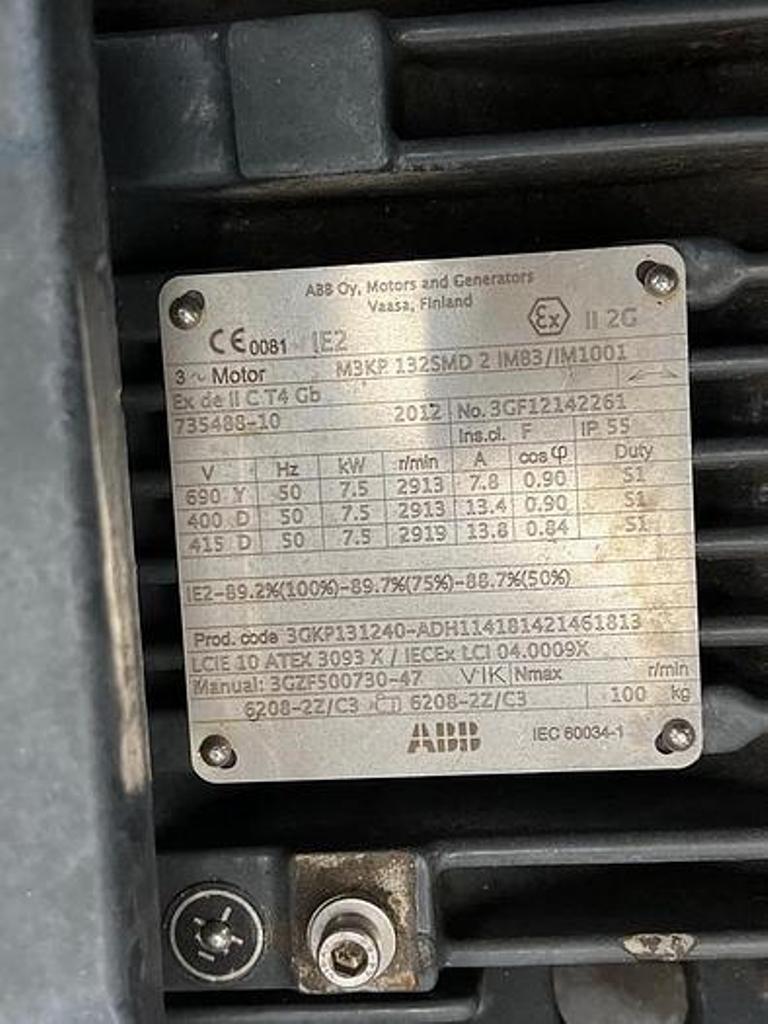 ABB Oy, Motors and Generators
Vaasa, Finland
CE 0081 IE2 Ex II 2G
3 ~ Motor M3KP 132SMD 2 IM B3/IM1001
Ex de II C T4 Gb
735488-10 2012 No. 3GF12142261
Ins.cl. F IP 55
V Hz kW r/min A cos φ Duty
690 Y 50 7.5 2913 7.8 0.90 S1
400 D 50 7.5 2913 13.4 0.90 S1
415 D 50 7.5 2919 13.8 0.84 S1
IE2-89.2%(100%)-89.7%(75%)-88.7%(50%)
Prod. code 3GKP131240-ADH114181421461813
LCIE 10 ATEX 3093 X / IECEx LCI 04.0009X
Manual: 3GZF500730-47 VIK Nmax r/min
6208-2Z/C3 6208-2Z/C3 100 kg
ABB IEC 60034-1